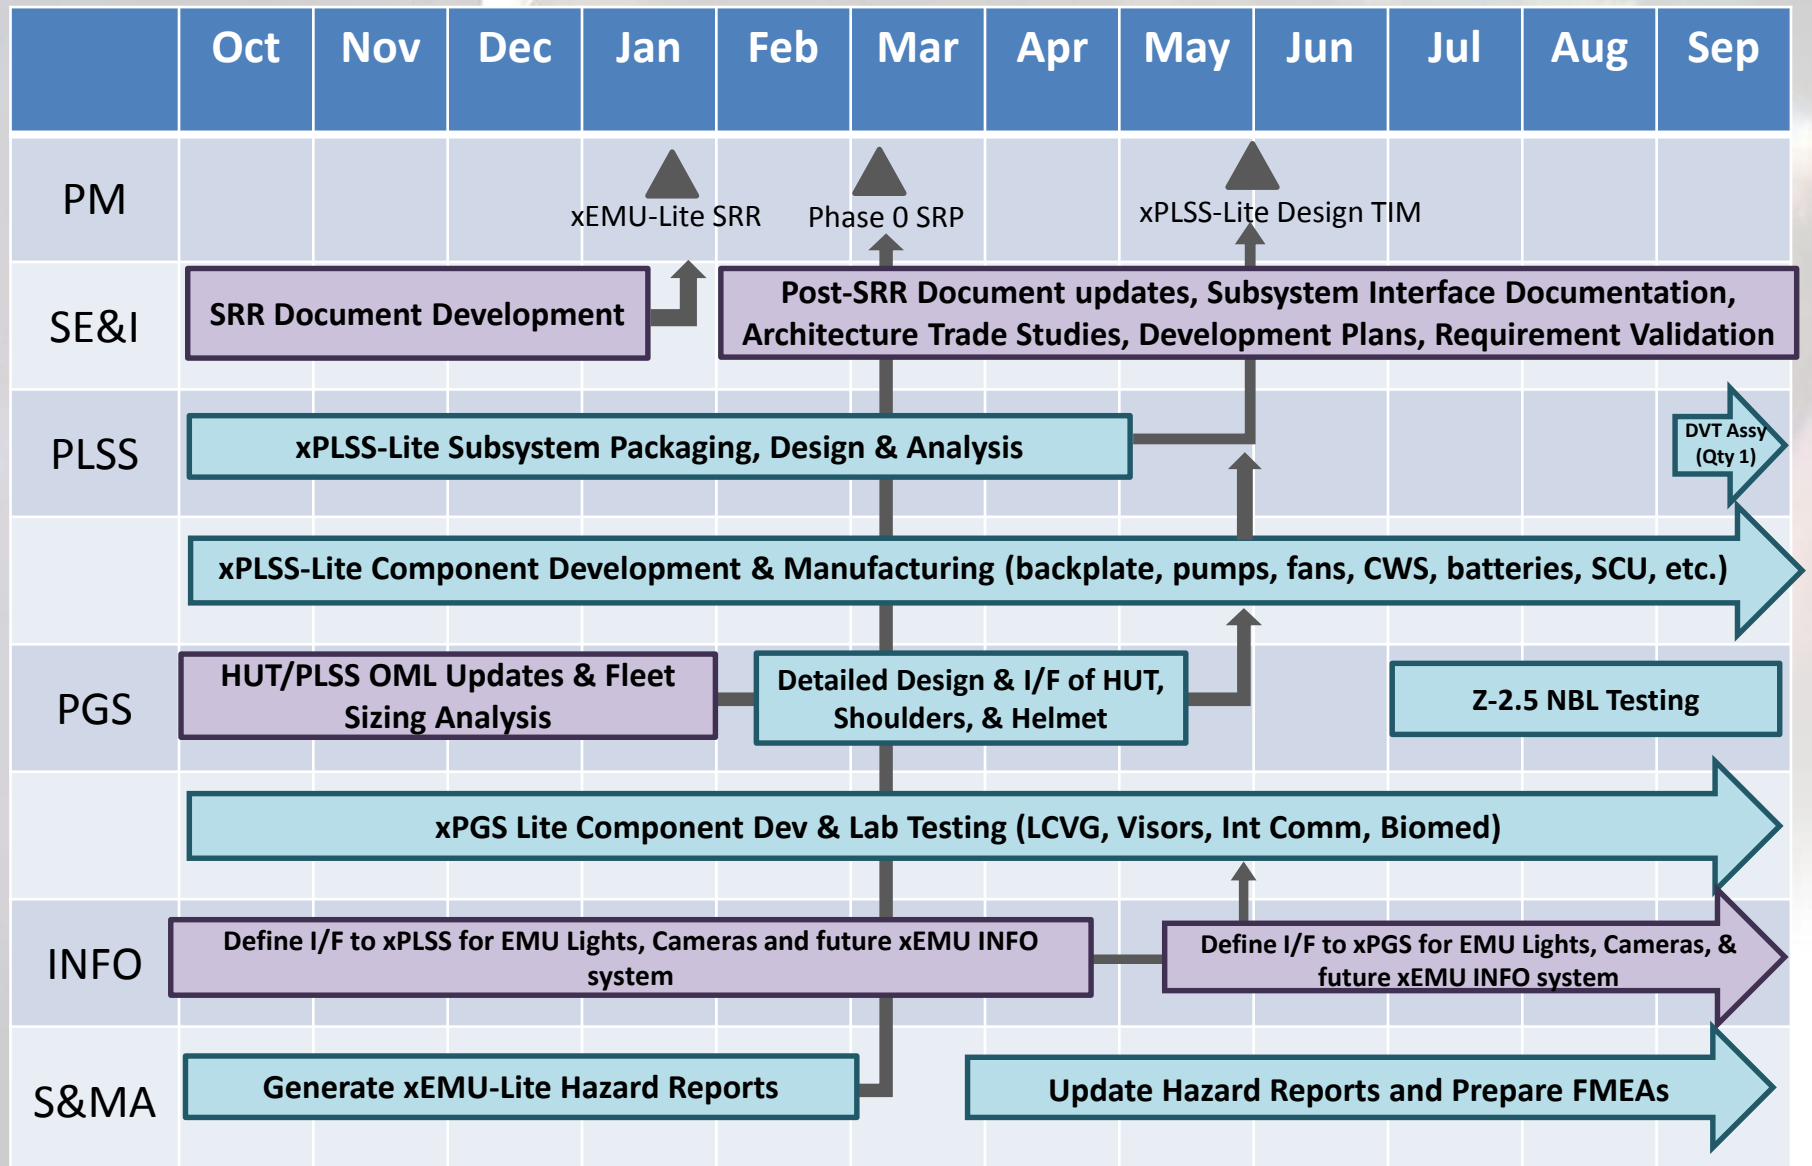 Oct Nov Dec Jan Feb Mar Apr May Jun Jul Aug Sep
PM
xEMU-Lite SRR
Phase 0 SRP
xPLSS-Lite Design TIM
SE&I
SRR Document Development
Post-SRR Document updates, Subsystem Interface Documentation,
Architecture Trade Studies, Development Plans, Requirement Validation
PLSS
xPLSS-Lite Subsystem Packaging, Design & Analysis
DVT Assy
(Qty 1)
xPLSS-Lite Component Development & Manufacturing (backplate, pumps, fans, CWS, batteries, SCU, etc.)
PGS
HUT/PLSS OML Updates & Fleet
Sizing Analysis
Detailed Design & I/F of HUT,
Shoulders, & Helmet
Z-2.5 NBL Testing
xPGS Lite Component Dev & Lab Testing (LCVG, Visors, Int Comm, Biomed)
INFO
Define I/F to xPLSS for EMU Lights, Cameras and future xEMU INFO
system
Define I/F to xPGS for EMU Lights, Cameras, &
future xEMU INFO system
S&MA
Generate xEMU-Lite Hazard Reports
Update Hazard Reports and Prepare FMEAs